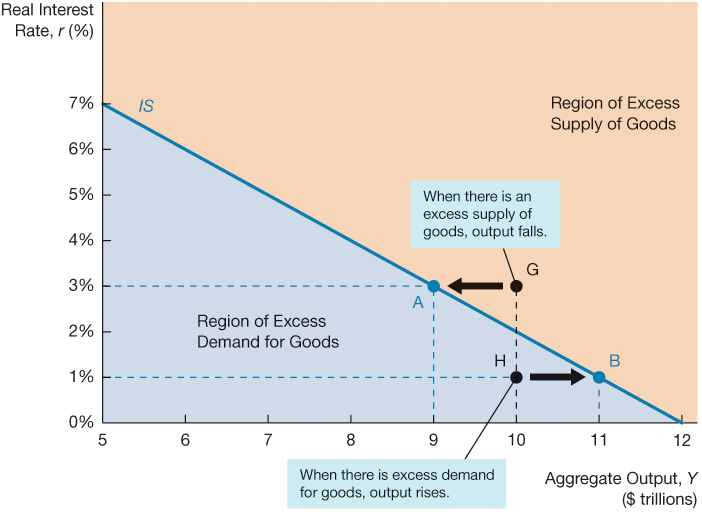 Real Interest
Rate, r (%)
7%
IS
Region of Excess
Supply of Goods
6%
When there is an
excess supply of
goods, output falls.
5%
4%
G
3%
A
Region of Excess
Demand for Goods
2%
H
B
1%
0%
5
6
7
8
9
10
11
12
When there is excess demand
for goods, output rises.
Aggregate Output, Y
($ trillions)